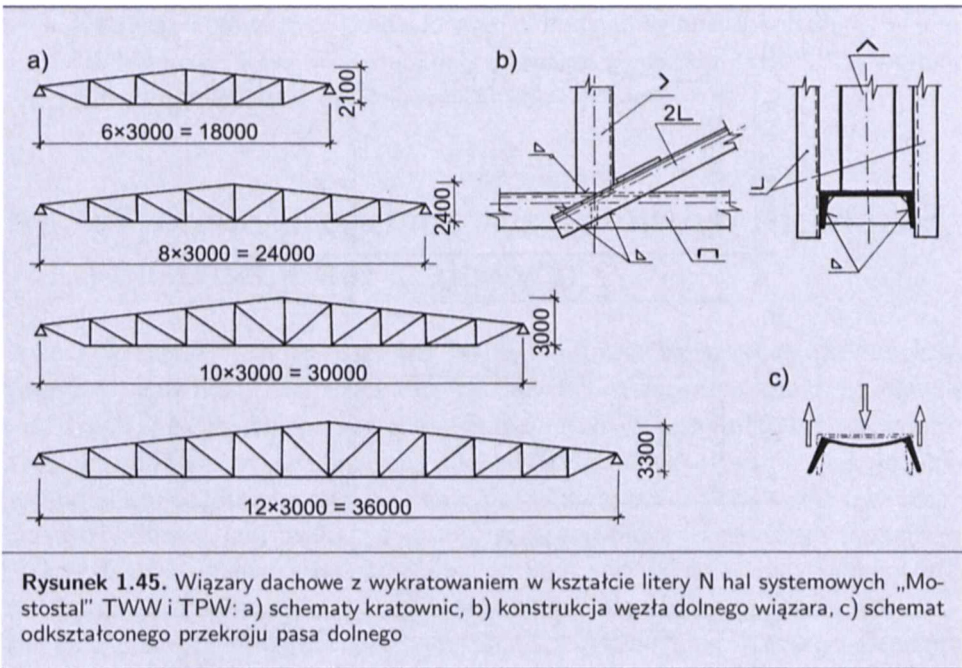 a)
2100
6×3000 = 18000
2400
8×3000 = 24000
3000
10×3000 = 30000
3300
12×3000 = 36000
b)
2L
c)
Rysunek 1.45. Wiązary dachowe z wykratowaniem w kształcie litery N hal systemowych „Mo-
stostal" TWW i TPW: a) schematy kratownic, b) konstrukcja węzła dolnego wiązara, c) schemat
odkształconego przekroju pasa dolnego